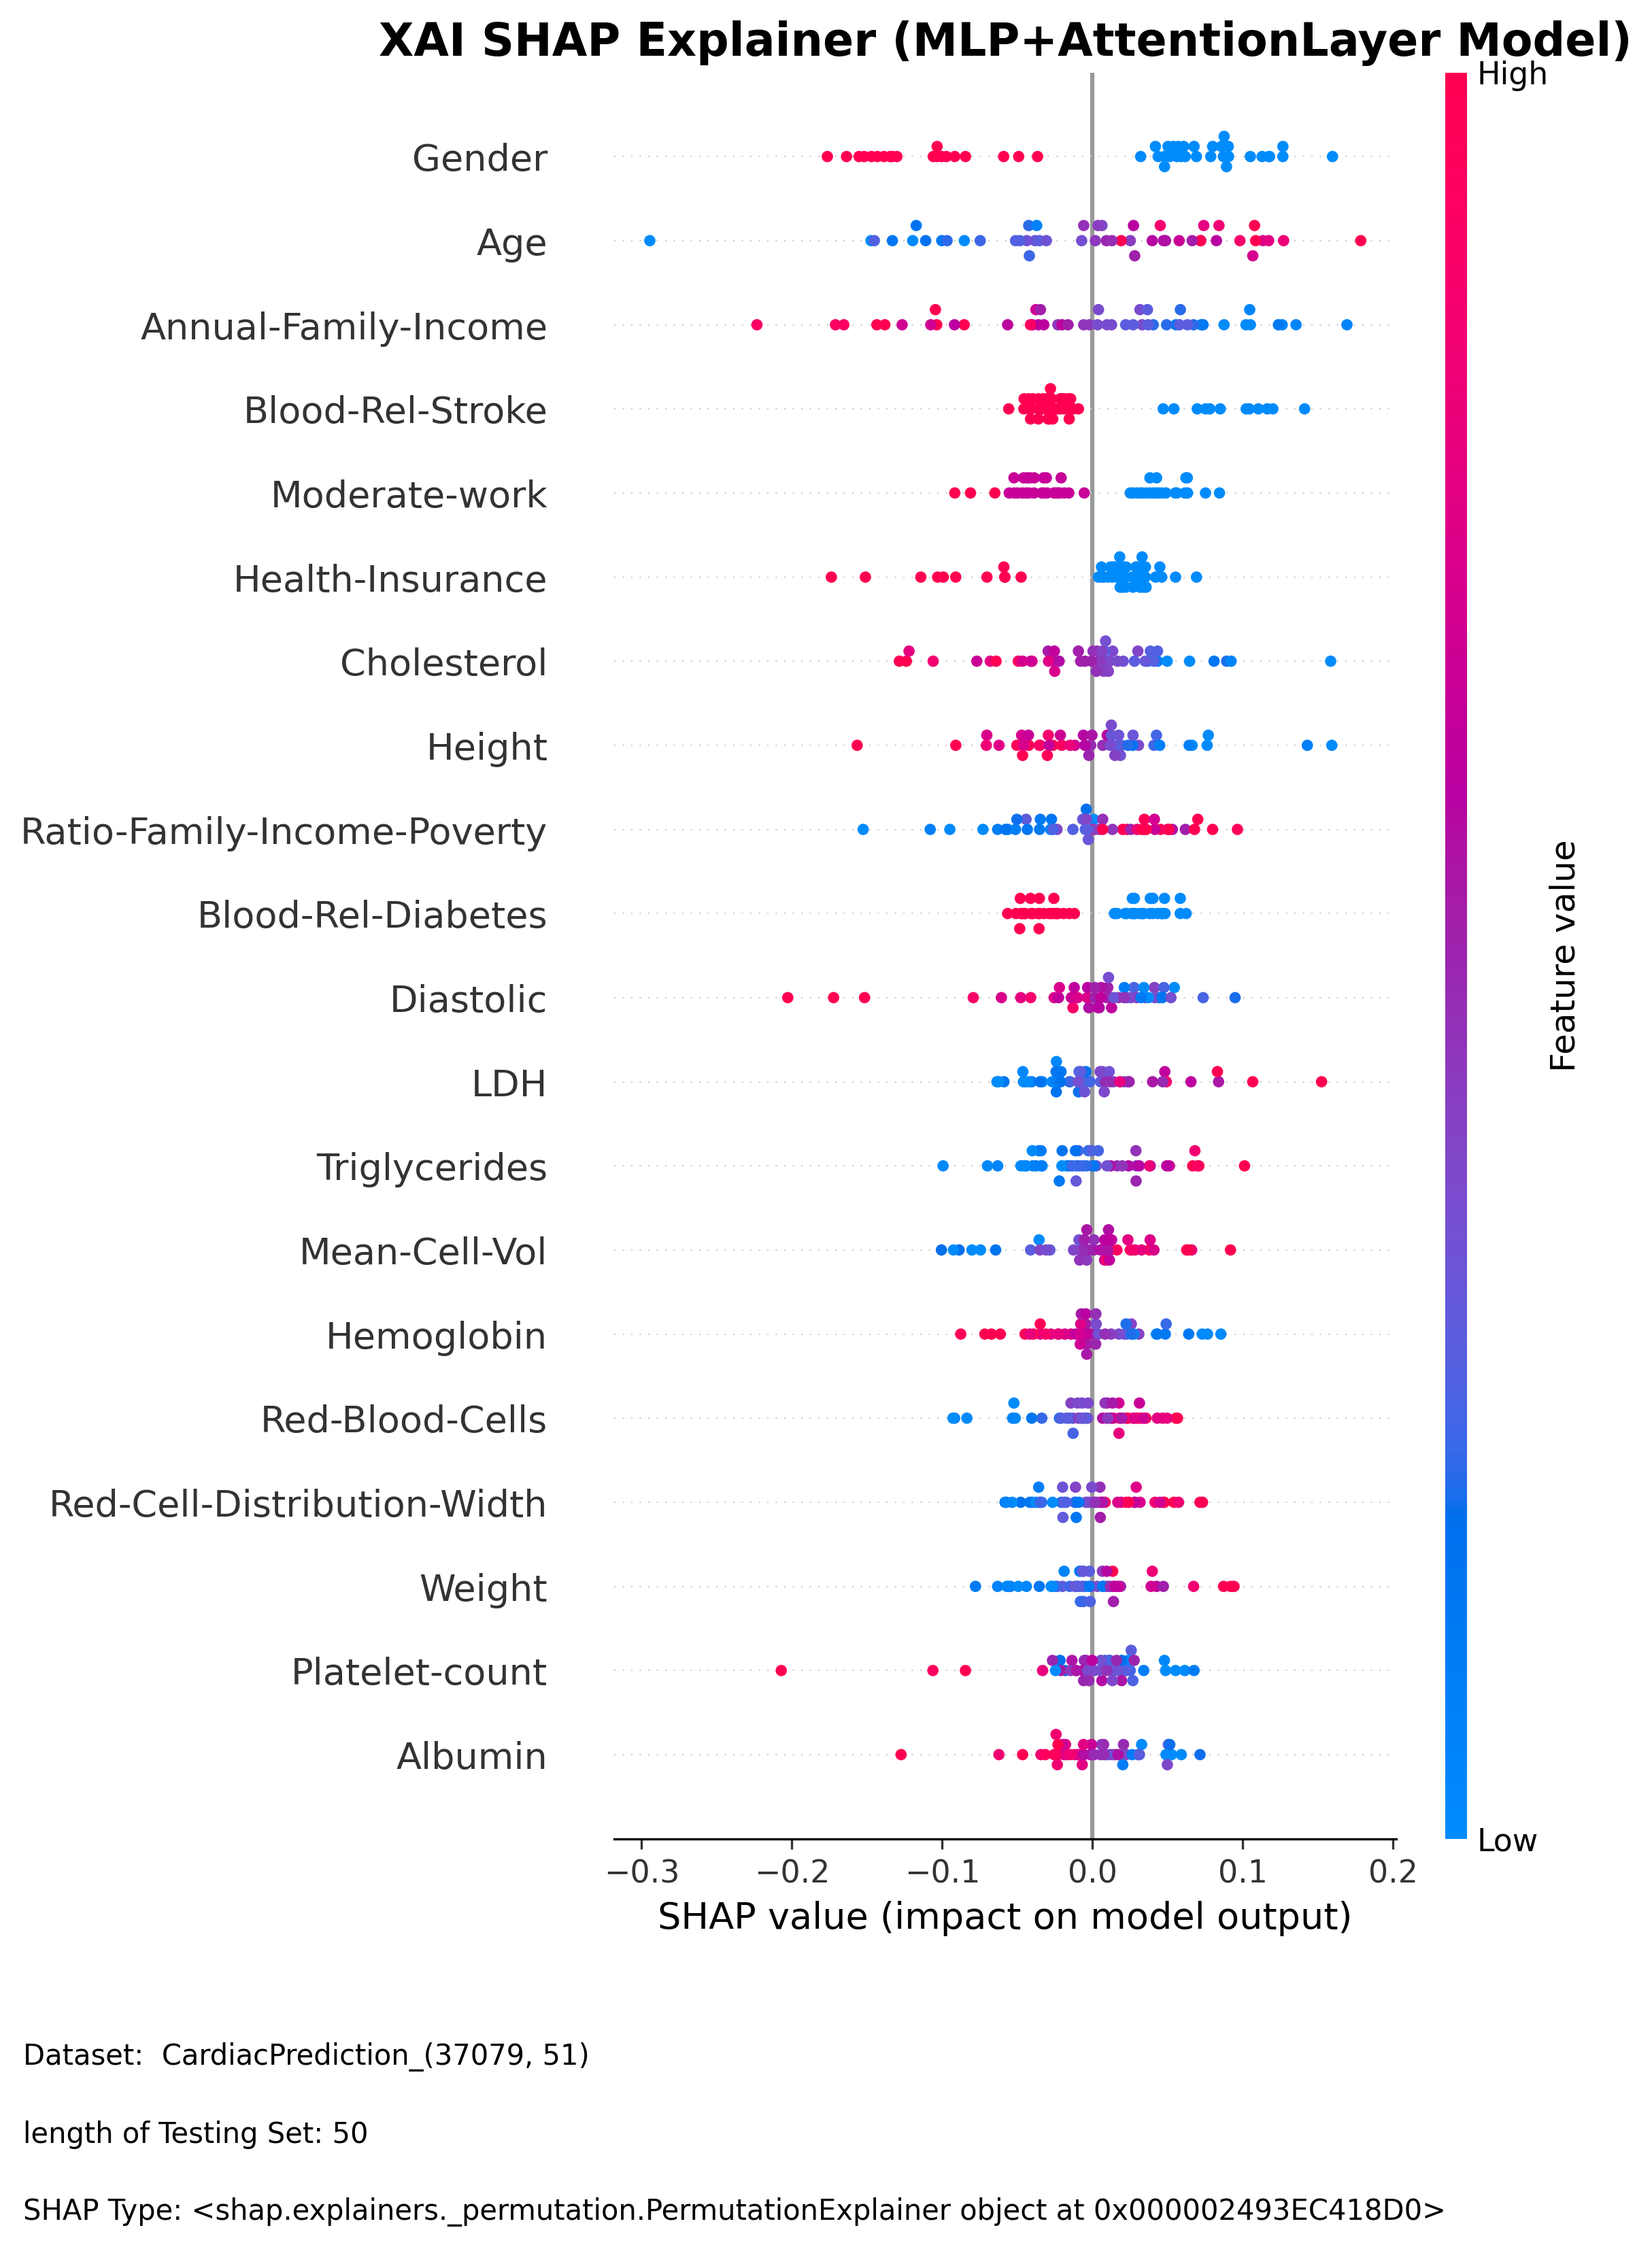 XAI SHAP Explainer (MLP+AttentionLayer Model)
High
Gender
Age
Annual-Family-Income
Blood-Rel-Stroke
Moderate-work
Health-Insurance
Cholesterol
Height
Ratio-Family-Income-Poverty
Blood-Rel-Diabetes
Diastolic
LDH
Triglycerides
Mean-Cell-Vol
Hemoglobin
Red-Blood-Cells
Red-Cell-Distribution-Width
Weight
Platelet-count
Albumin
Feature value
Low
−0.3 −0.2 −0.1 0.0 0.1 0.2
SHAP value (impact on model output)
Dataset:  CardiacPrediction_(37079, 51)
length of Testing Set: 50
SHAP Type: <shap.explainers._permutation.PermutationExplainer object at 0x000002493EC418D0>